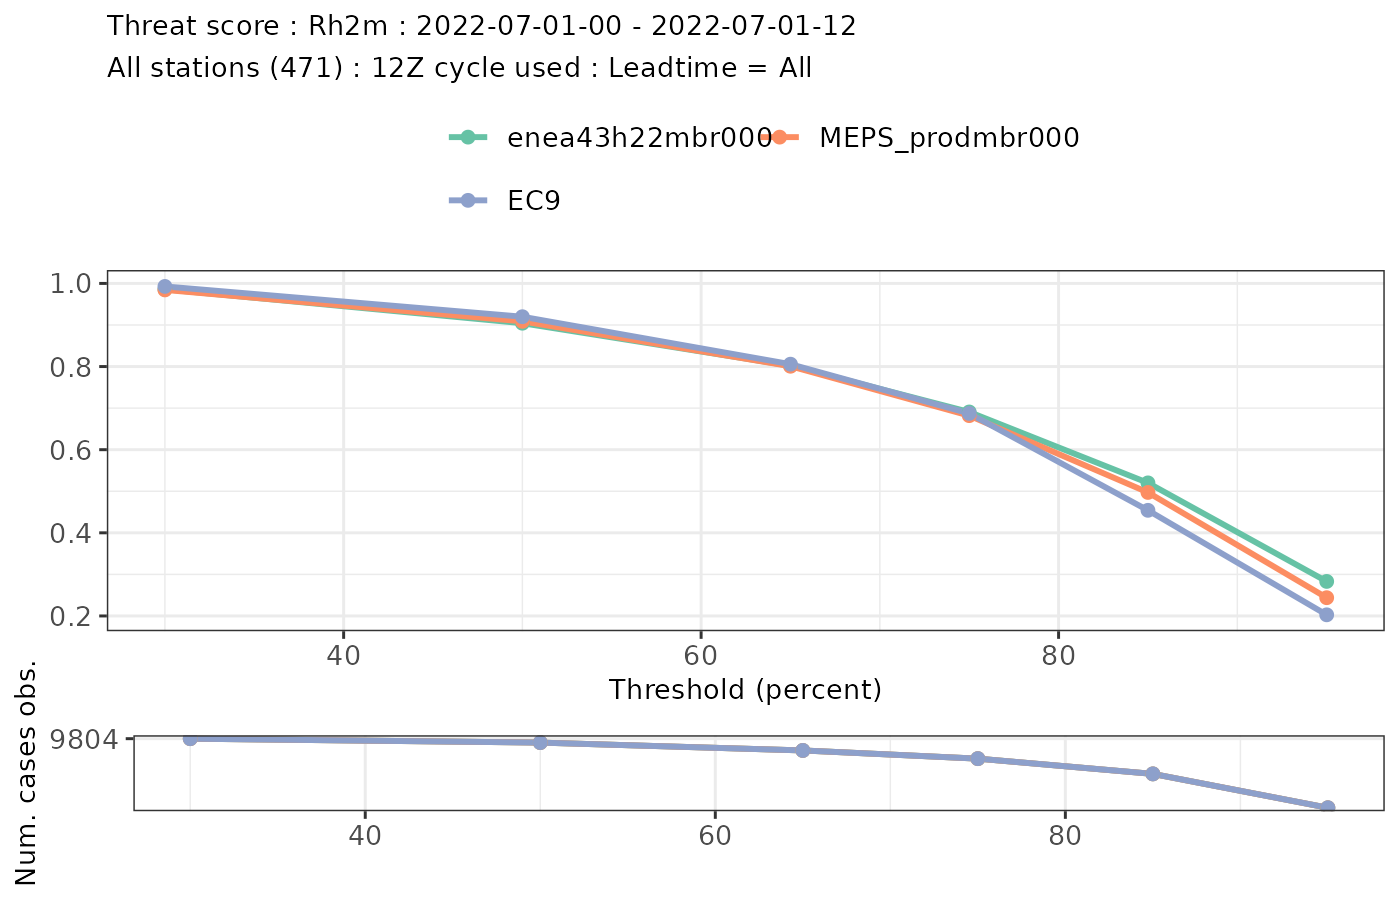 Threat score : Rh2m : 2022-07-01-00 - 2022-07-01-12
All stations (471) : 12Z cycle used : Leadtime = All
enea43h22mbr000 MEPS_prodmbr000
EC9
1.0
0.8
0.6
0.4
0.2
40 60 80
Threshold (percent)
Num. cases obs.
9804
40 60 80